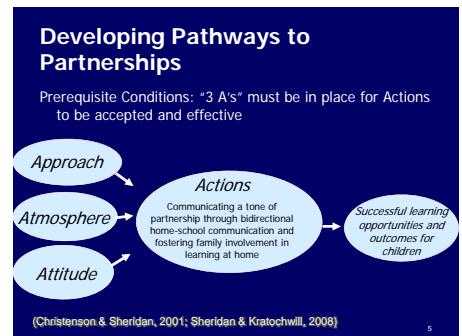 Developing Pathways to
Partnerships
Prerequisite Conditions: “3 A’s” must be in place for Actions
to be accepted and effective
Approach
Atmosphere
Attitude
Actions
Communicating a tone of
partnership through bidirectional
home-school communication and
fostering family involvement in
learning at home
Successful learning
opportunities and
outcomes for
children
(Christenson & Sheridan, 2001; Sheridan & Kratochwill, 2008)
5